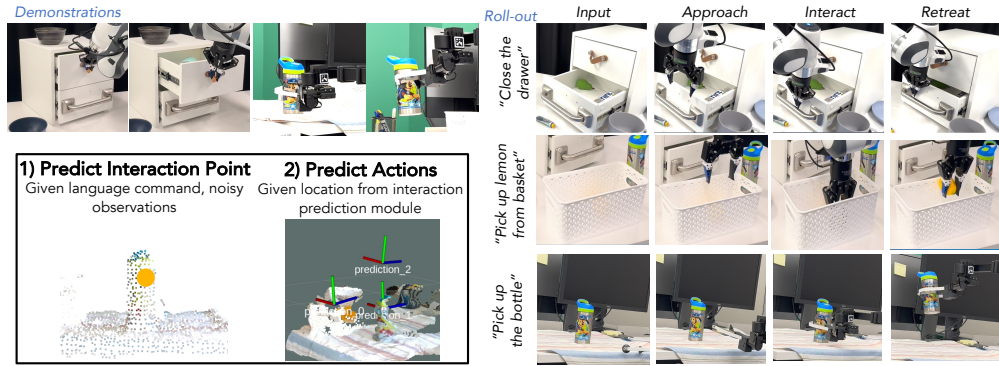 Demonstrations
1) Predict Interaction Point
Given language command, noisy
observations
2) Predict Actions
Given location from interaction
prediction module
prediction_2
Roll-out
Input
Approach
Interact
Retreat
"Close the
drawer"
"Pick up lemon
from basket"
"Pick up
the bottle"